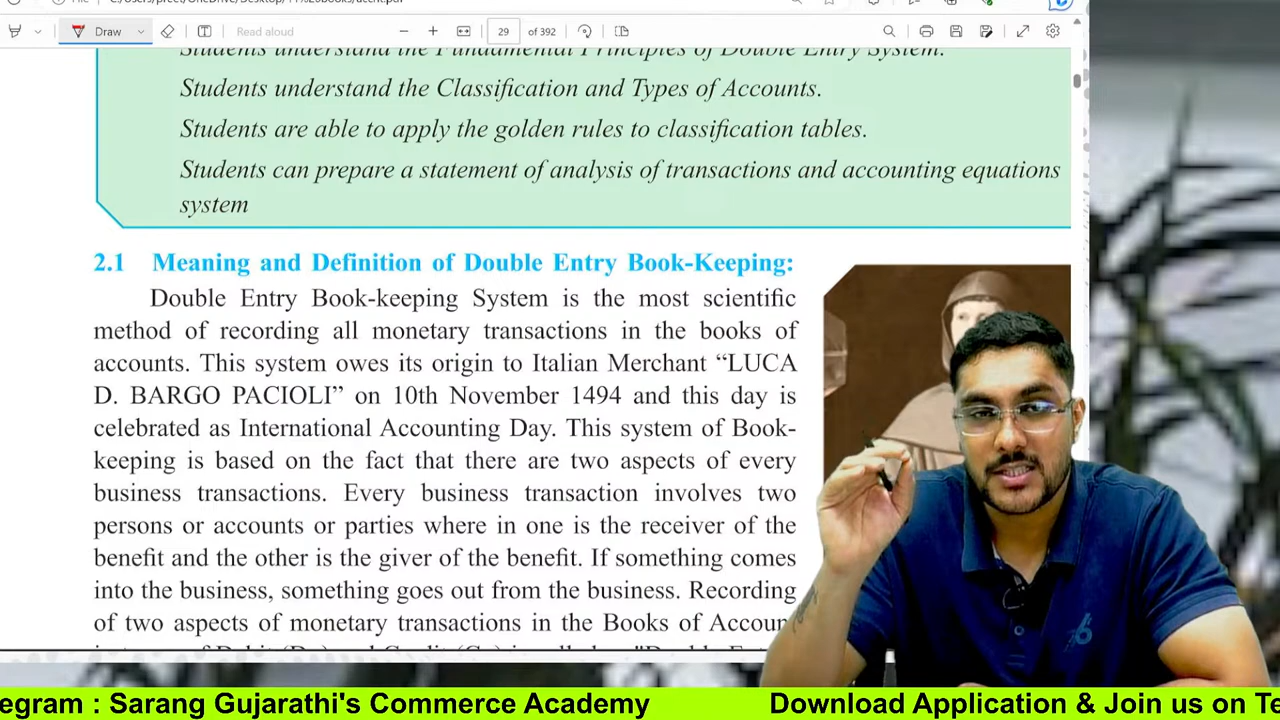 Draw
Read aloud
29
of 392
Students understand the Fundamental Principles of Double Entry System.
Students understand the Classification and Types of Accounts.
Students are able to apply the golden rules to classification tables.
Students can prepare a statement of analysis of transactions and accounting equations
system
2.1 Meaning and Definition of Double Entry Book-Keeping:
Double Entry Book-keeping System is the most scientific
method of recording all monetary transactions in the books of
accounts. This system owes its origin to Italian Merchant “LUCA
D. BARGO PACIOLI” on 10th November 1494 and this day is
celebrated as International Accounting Day. This system of Book-
keeping is based on the fact that there are two aspects of every
business transactions. Every business transaction involves two
persons or accounts or parties where in one is the receiver of the
benefit and the other is the giver of the benefit. If something comes
into the business, something goes out from the business. Recording
of two aspects of monetary transactions in the Books of Accoun
egram : Sarang Gujarathi's Commerce Academy
Download Application & Join us on Te